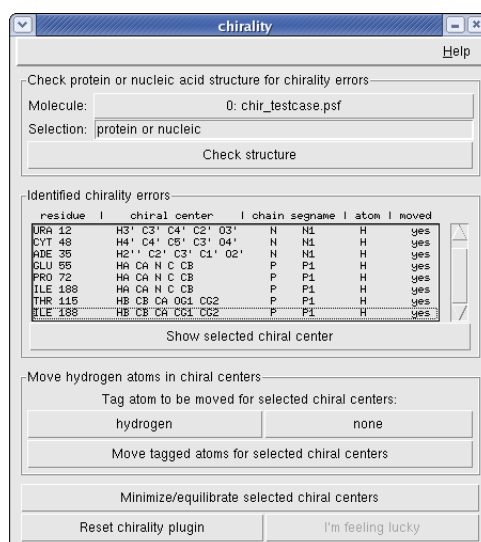 chirality
Help
Check protein or nucleic acid structure for chirality errors
Molecule: 0: chir_testcase.psf
Selection: protein or nucleic
Check structure
Identified chirality errors
residue | chiral center | chain segname | atom | moved
URA 12 H3' C3' C4' C2' O3' N N1 H yes
CYT 48 H4' C4' C5' C3' O4' N N1 H yes
ADE 35 H2'' C2' C3' C1' O2' N N1 H yes
GLU 55 HA CA N C CB P P1 H yes
PRO 72 HA CA N C CB P P1 H yes
ILE 188 HA CA N C CB P P1 H yes
THR 115 HB CB CA OG1 CG2 P P1 H yes
ILE 188 HB CB CA CG1 CG2 P P1 H yes
Show selected chiral center
Move hydrogen atoms in chiral centers
Tag atom to be moved for selected chiral centers:
hydrogen none
Move tagged atoms for selected chiral centers
Minimize/equilibrate selected chiral centers
Reset chirality plugin I'm feeling lucky